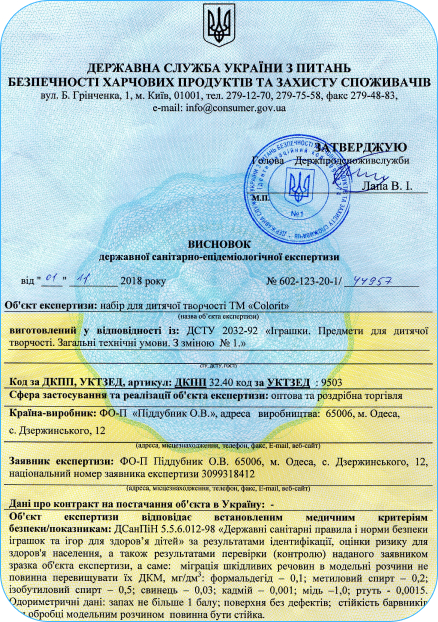 ДЕРЖАВНА СЛУЖБА УКРАЇНИ З ПИТАНЬ
БЕЗПЕЧНОСТІ ХАРЧОВИХ ПРОДУКТІВ ТА ЗАХИСТУ СПОЖИВАЧІВ
вул. Б. Грінченка, 1, м. Київ, 01001, тел. 279-12-70, 279-75-58, факс 279-48-83,
e-mail: info@consumer.gov.ua
ЗАТВЕРДЖУЮ
Голова Держпродспоживслужби
Лапа В. І.
М.П.
№1
ВИСНОВОК
державної санітарно-епідеміологічної експертизи
від "01" 11 2018 року № 602-123-20-1/ 44957
Об'єкт експертизи: набір для дитячої творчості ТМ «Colorit»
(назва об'єкта експертизи)
виготовлений у відповідності із: ДСТУ 2032-92 «Іграшки. Предмети для дитячої
творчості. Загальні технічні умови. З зміною № 1.»
(ТУ, ДСТУ, ГОСТ)
Код за ДКПП, УКТЗЕД, артикул: ДКПП 32.40 код за УКТЗЕД : 9503
Сфера застосування та реалізації об'єкта експертизи: оптова та роздрібна торгівля
Країна-виробник: ФО-П «Піддубник О.В.», адреса виробництва: 65006, м. Одеса,
с. Дзержинського, 12
(адреса, місцезнаходження, телефон, факс, E-mail, веб-сайт)
Заявник експертизи: ФО-П Піддубник О.В. 65006, м. Одеса, с. Дзержинського, 12,
національний номер заявника експертизи 3099318412
(адреса, місцезнаходження, телефон, факс, E-mail, веб-сайт)
Дані про контракт на постачання об'єкта в Україну: -
Об'єкт експертизи відповідає встановленим медичним критеріям
безпеки/показникам: ДСанПіН 5.5.6.012-98 «Державні санітарні правила і норми безпеки
іграшок та ігор для здоров'я дітей» за результатами ідентифікації, оцінки ризику для
здоров'я населення, а також результатами перевірки (контролю) наданого заявником
зразка об'єкта експертизи, а саме: міграція шкідливих речовин в модельні розчини не
повинна перевищувати їх ДКМ, мг/дм³: формальдегід – 0,1; метиловий спирт – 0,2;
ізобутиловий спирт – 0,5; свинець – 0,03; кадмій – 0,001; мідь –1,0; ртуть - 0,0015.
Одориметричні дані: запах не більше 1 балу; поверхня без дефектів; стійкість барвників
при обробці модельним розчином повинна бути стійка.